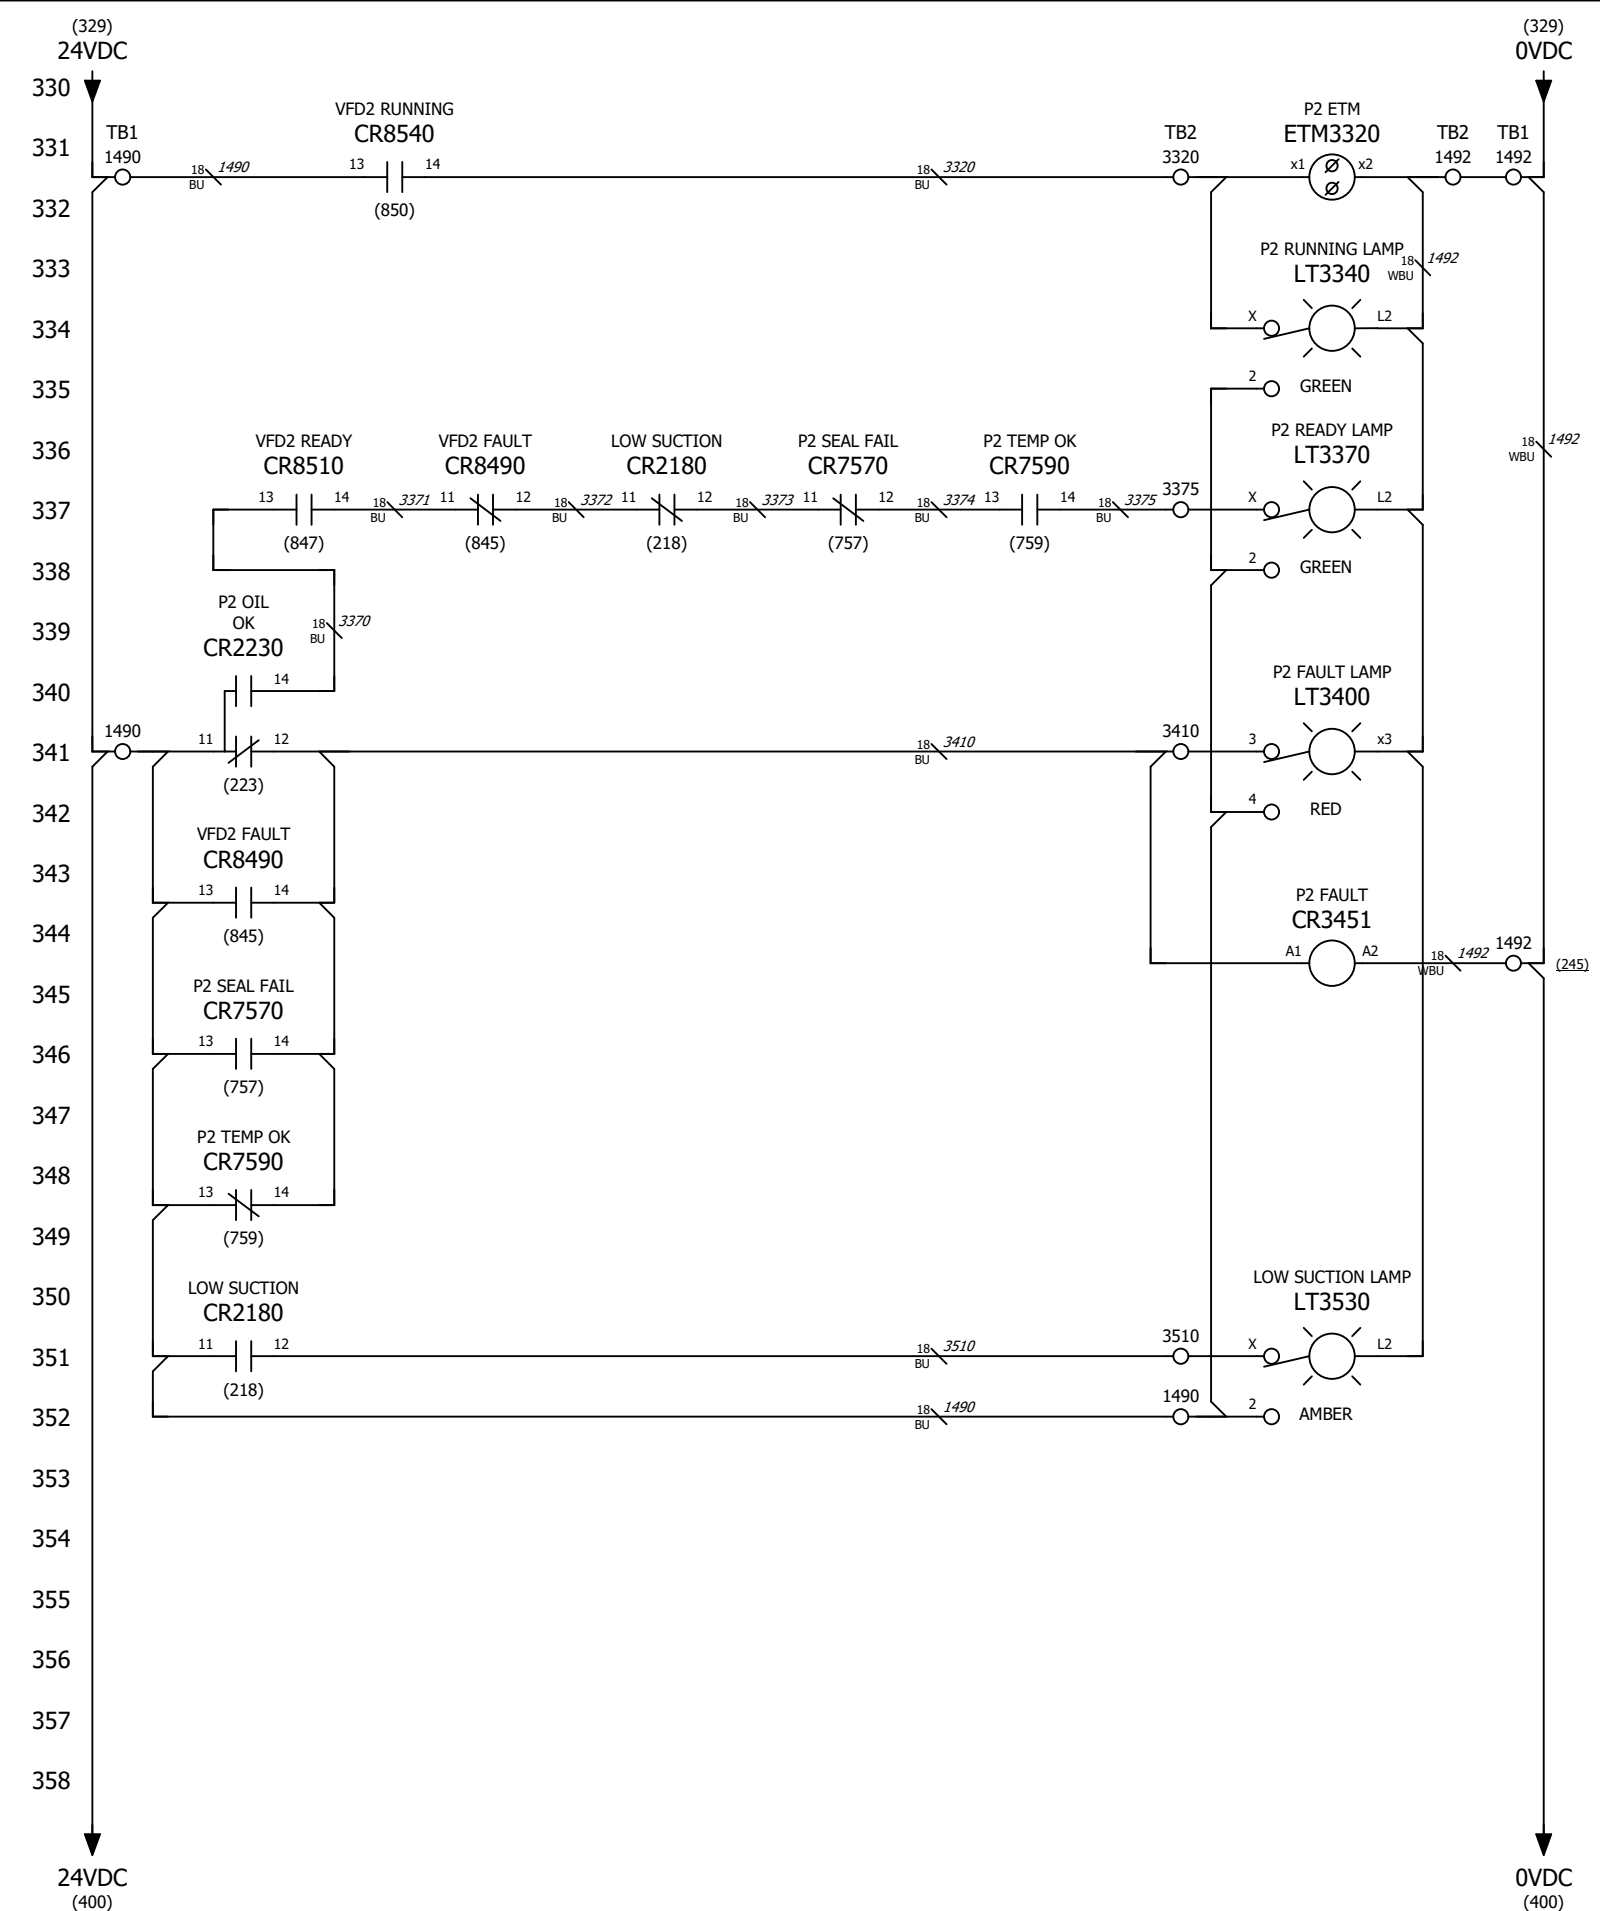 (329)
24VDC
(329)
0VDC
330
VFD2 RUNNING
CR8540
P2 ETM
ETM3320
331
TB1
1490
18
BU
1490
13
14
(850)
18
BU
3320
TB2
3320
x1
x2
TB2
1492
TB1
1492
332
333
P2 RUNNING LAMP
LT3340
18
WBU
1492
334
X
L2
335
2
GREEN
336
VFD2 READY
CR8510
VFD2 FAULT
CR8490
LOW SUCTION
CR2180
P2 SEAL FAIL
CR7570
P2 TEMP OK
CR7590
P2 READY LAMP
LT3370
18
WBU
1492
337
13
14
18
BU
3371
11
12
18
BU
3372
11
12
18
BU
3373
11
12
18
BU
3374
13
14
18
BU
3375
3375
X
L2
(847)
(845)
(218)
(757)
(759)
338
2
GREEN
339
P2 OIL
OK
CR2230
18
BU
3370
340
14
P2 FAULT LAMP
LT3400
341
1490
11
12
(223)
18
BU
3410
3410
3
x3
342
4
RED
343
VFD2 FAULT
CR8490
13
14
(845)
344
P2 FAULT
CR3451
A1
A2
18
WBU
1492
1492
(245)
345
P2 SEAL FAIL
CR7570
346
13
14
(757)
347
348
P2 TEMP OK
CR7590
13
14
(759)
349
350
LOW SUCTION
CR2180
LOW SUCTION LAMP
LT3530
351
11
12
(218)
18
BU
3510
3510
X
L2
352
18
BU
1490
1490
2
AMBER
353
354
355
356
357
358
24VDC
(400)
0VDC
(400)